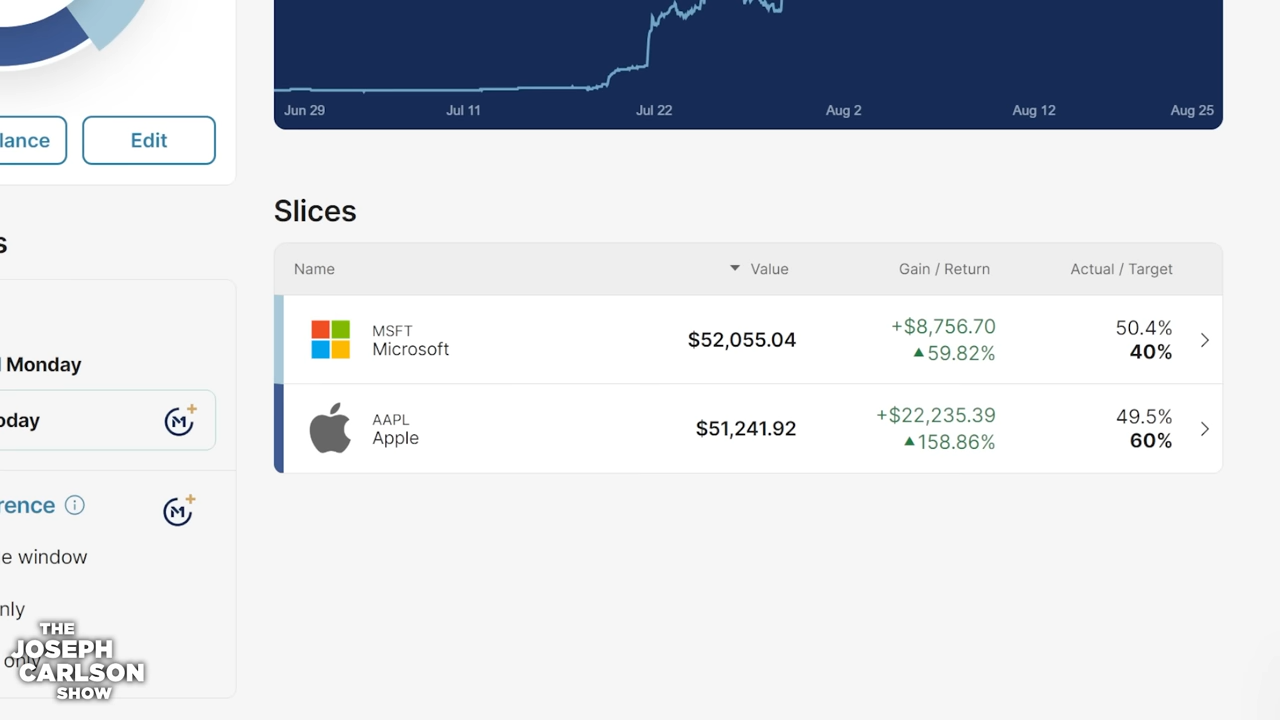 Jun 29
Jul 11
Jul 22
Aug 2
Aug 12
Aug 25
lance
Edit
Slices
s
Name
Value
Gain / Return
Actual / Target
MSFT
Microsoft
$52,055.04
+$8,756.70
59.82%
50.4%
40%
Monday
AAPL
Apple
$51,241.92
+$22,235.39
158.86%
49.5%
60%
oday
M
rence
M
e window
nly
only
THE
JOSEPH
CARLSON
SHOW